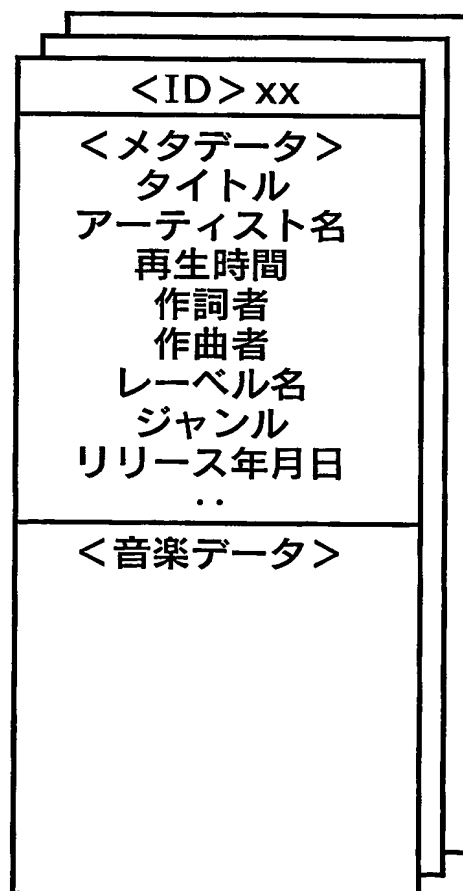 <ID>xx
<メタデータ>
タイトル
アーティスト名
再生時間
作詞者
作曲者
レーベル名
ジャンル
リリース年月日
‥
<音楽データ>